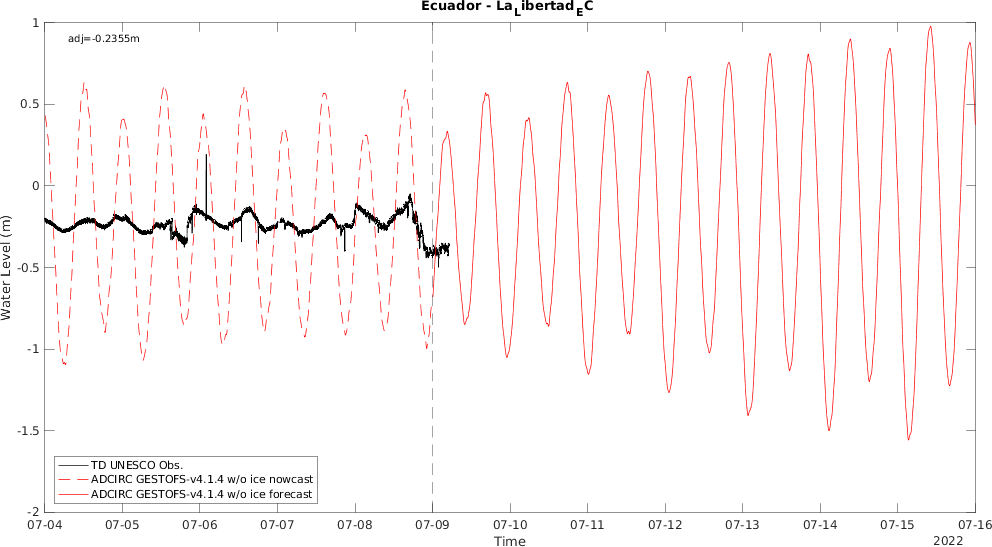 Ecuador - LaLibertadEC
adj=-0.2355m
1
0.5
0
-0.5
-1
-1.5
-2
Water Level (m)
TD UNESCO Obs.
ADCIRC GESTOFS-v4.1.4 w/o ice nowcast
ADCIRC GESTOFS-v4.1.4 w/o ice forecast
07-04 07-05 07-06 07-07 07-08 07-09 07-10 07-11 07-12 07-13 07-14 07-15 07-16
Time
2022